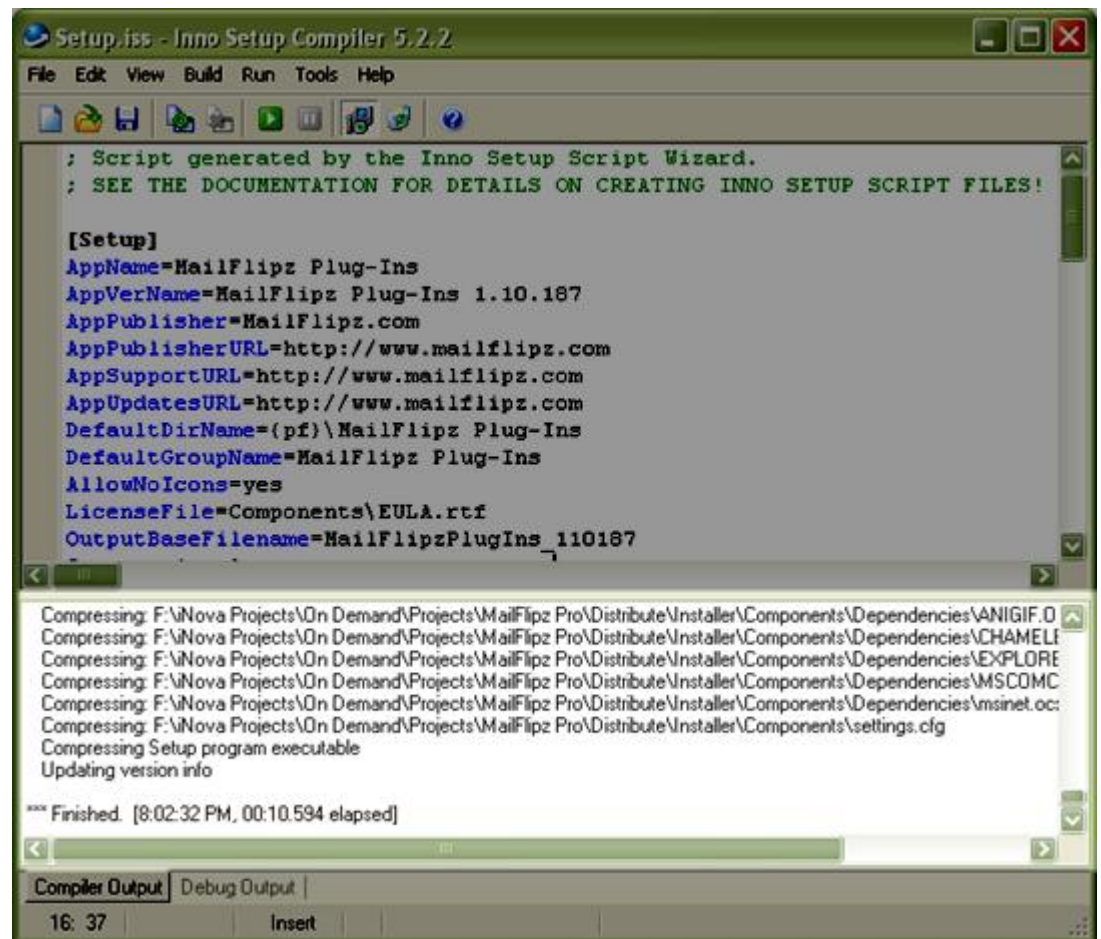 Setup.iss - Inno Setup Compiler 5.2.2
File Edit View Build Run Tools Help
; Script generated by the Inno Setup Script Wizard.
; SEE THE DOCUMENTATION FOR DETAILS ON CREATING INNO SETUP SCRIPT FILES!
[Setup]
AppName=MailFlipz Plug-Ins
AppVerName=MailFlipz Plug-Ins 1.10.187
AppPublisher=MailFlipz.com
AppPublisherURL=http://www.mailflipz.com
AppSupportURL=http://www.mailflipz.com
AppUpdatesURL=http://www.mailflipz.com
DefaultDirName={pf}\MailFlipz Plug-Ins
DefaultGroupName=MailFlipz Plug-Ins
AllowNoIcons=yes
LicenseFile=Components\EULA.rtf
OutputBaseFilename=MailFlipzPlugIns_110187
Compressing: F:\iNova Projects\On Demand\Projects\MailFlipz Pro\Distribute\Installer\Components\Dependencies\ANIGIF.O
Compressing: F:\iNova Projects\On Demand\Projects\MailFlipz Pro\Distribute\Installer\Components\Dependencies\CHAMELE
Compressing: F:\iNova Projects\On Demand\Projects\MailFlipz Pro\Distribute\Installer\Components\Dependencies\EXPLORE
Compressing: F:\iNova Projects\On Demand\Projects\MailFlipz Pro\Distribute\Installer\Components\Dependencies\MSCOMC
Compressing: F:\iNova Projects\On Demand\Projects\MailFlipz Pro\Distribute\Installer\Components\Dependencies\msinet.oc
Compressing: F:\iNova Projects\On Demand\Projects\MailFlipz Pro\Distribute\Installer\Components\settings.cfg
Compressing Setup program executable
Updating version info
*** Finished. [8:02:32 PM, 00:10.594 elapsed]
Compiler Output Debug Output
16: 37 Insert